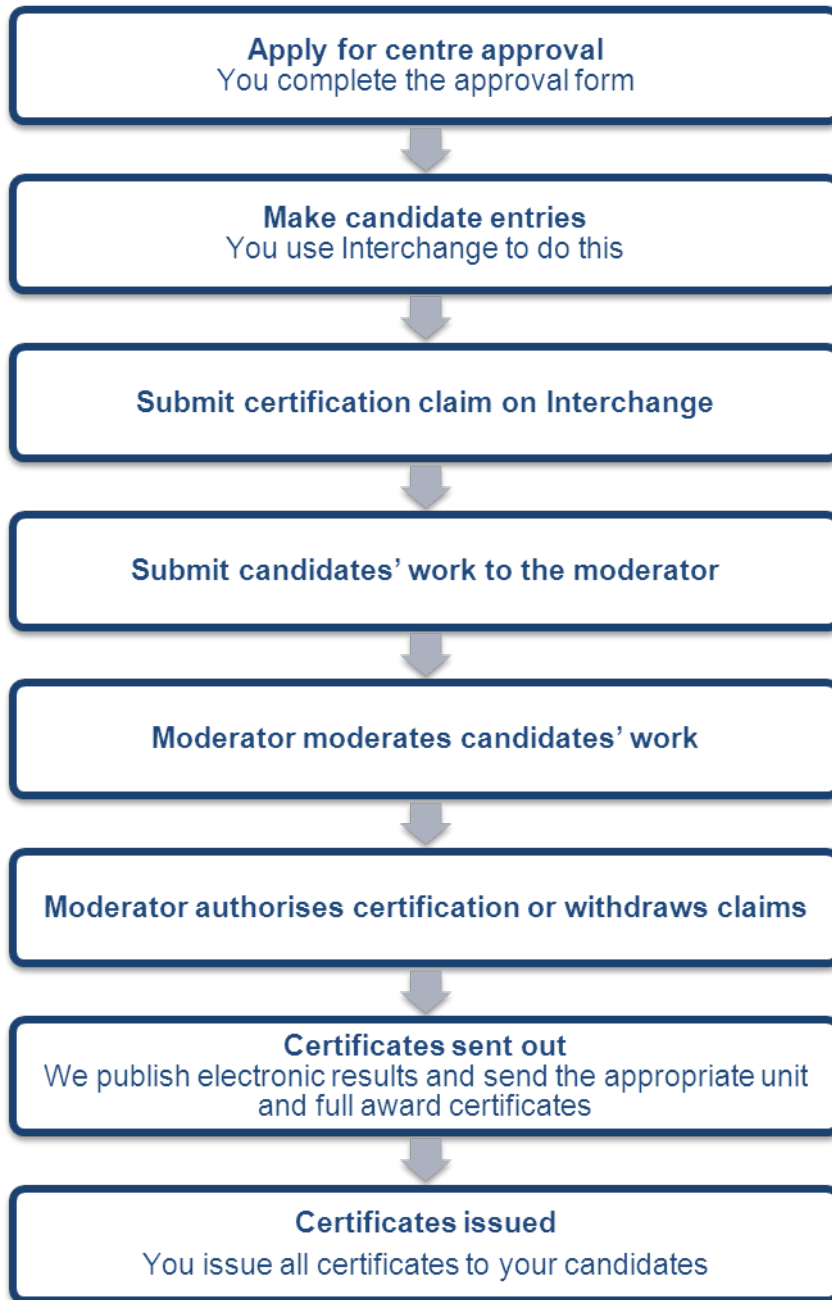 Apply for centre approval
You complete the approval form
Make candidate entries
You use Interchange to do this
Submit certification claim on Interchange
Submit candidates’ work to the moderator
Moderator moderates candidates’ work
Moderator authorises certification or withdraws claims
Certificates sent out
We publish electronic results and send the appropriate unit
and full award certificates
Certificates issued
You issue all certificates to your candidates